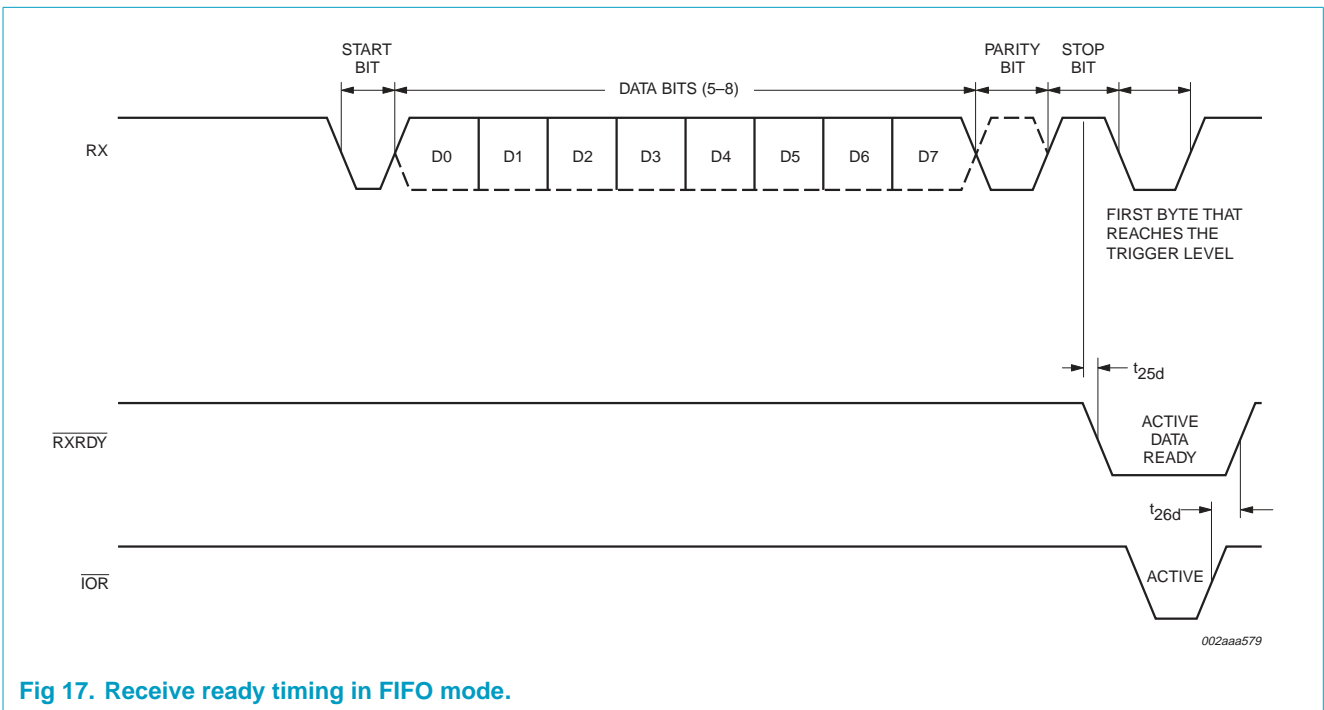 START
BIT
DATA BITS (5–8)
PARITY
BIT
STOP
BIT
RX
D0
D1
D2
D3
D4
D5
D6
D7
FIRST BYTE THAT
REACHES THE
TRIGGER LEVEL
t25d
RXRDY
ACTIVE
DATA
READY
t26d
IOR
ACTIVE
002aaa579
Fig 17. Receive ready timing in FIFO mode.